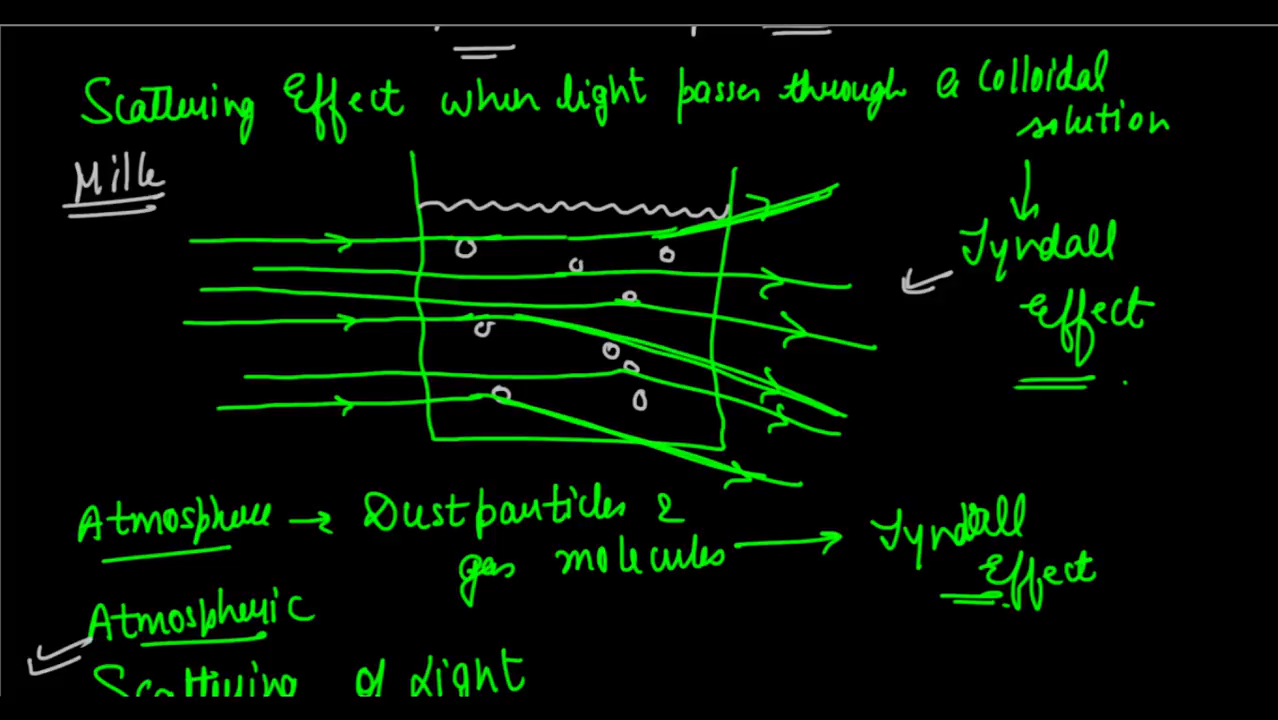 Scattering Effect when light passes through a colloidal
solution
Milk
Tyndall
Effect
Atmosphere → Dust particles &
gas molecules → Tyndall
Effect
Atmospheric
Scattering of Light